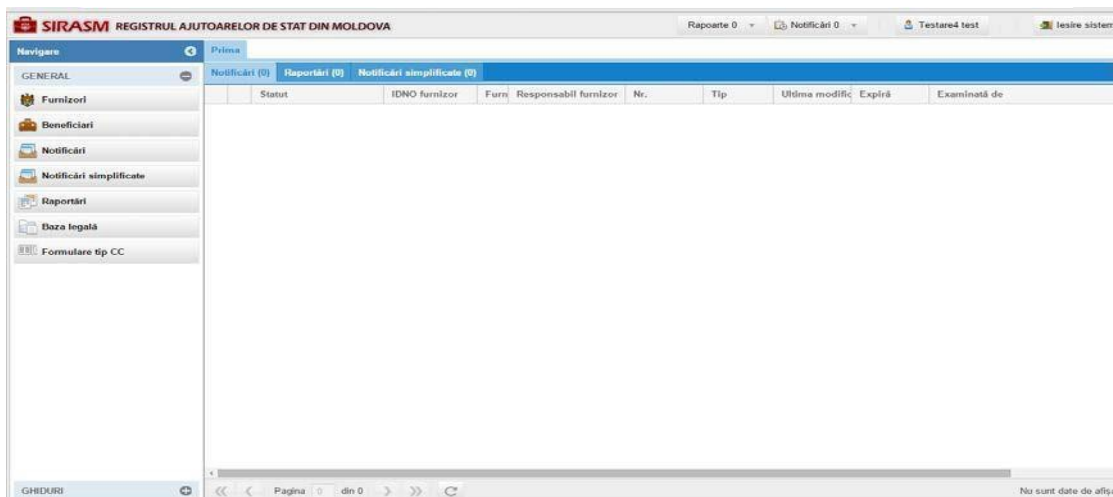 SIRASM REGISTRUL AJUTOARELOR DE STAT DIN MOLDOVA
Rapoarte 0
Notificări 0
Testare4 test
Iesire sistem
Navigare
Prima
GENERAL
Notificări (0)
Raportări (0)
Notificări simplificate (0)
Statut
IDNO furnizor
Furn
Responsabil furnizor
Nr.
Tip
Ultima modific
Expiră
Examinată de
Furnizori
Beneficiari
Notificări
Notificări simplificate
Raportări
Baza legală
Formulare tip CC
GHIDURI
Pagina 0 din 0
Nu sunt date de afiș